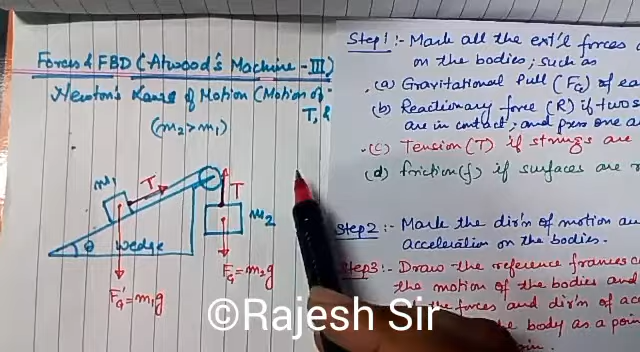 Forces & FBD (Atwood's Machine-III)
Newton's Laws of Motion (Motion of
T, &
(m₂>m₁)
m₁
T
T
m₂
θ wedge
F_G = m₂g
F_G' = m₁g
Step1:- Mark all the ext'l forces
on the bodies, such as
(a) Gravitational Pull (F_G) of ea
(b) Reactionary force (R) if two s
are in contact, and press one a
(c) Tension (T) if strings are
(d) friction (f) if surfaces are r
Step2:- Mark the dir'n of motion
acceleration on the bodies.
Step3:- Draw the reference frames
the motion of the bodies and
the forces and dir'n of ac
the body as a poin
©Rajesh Sir